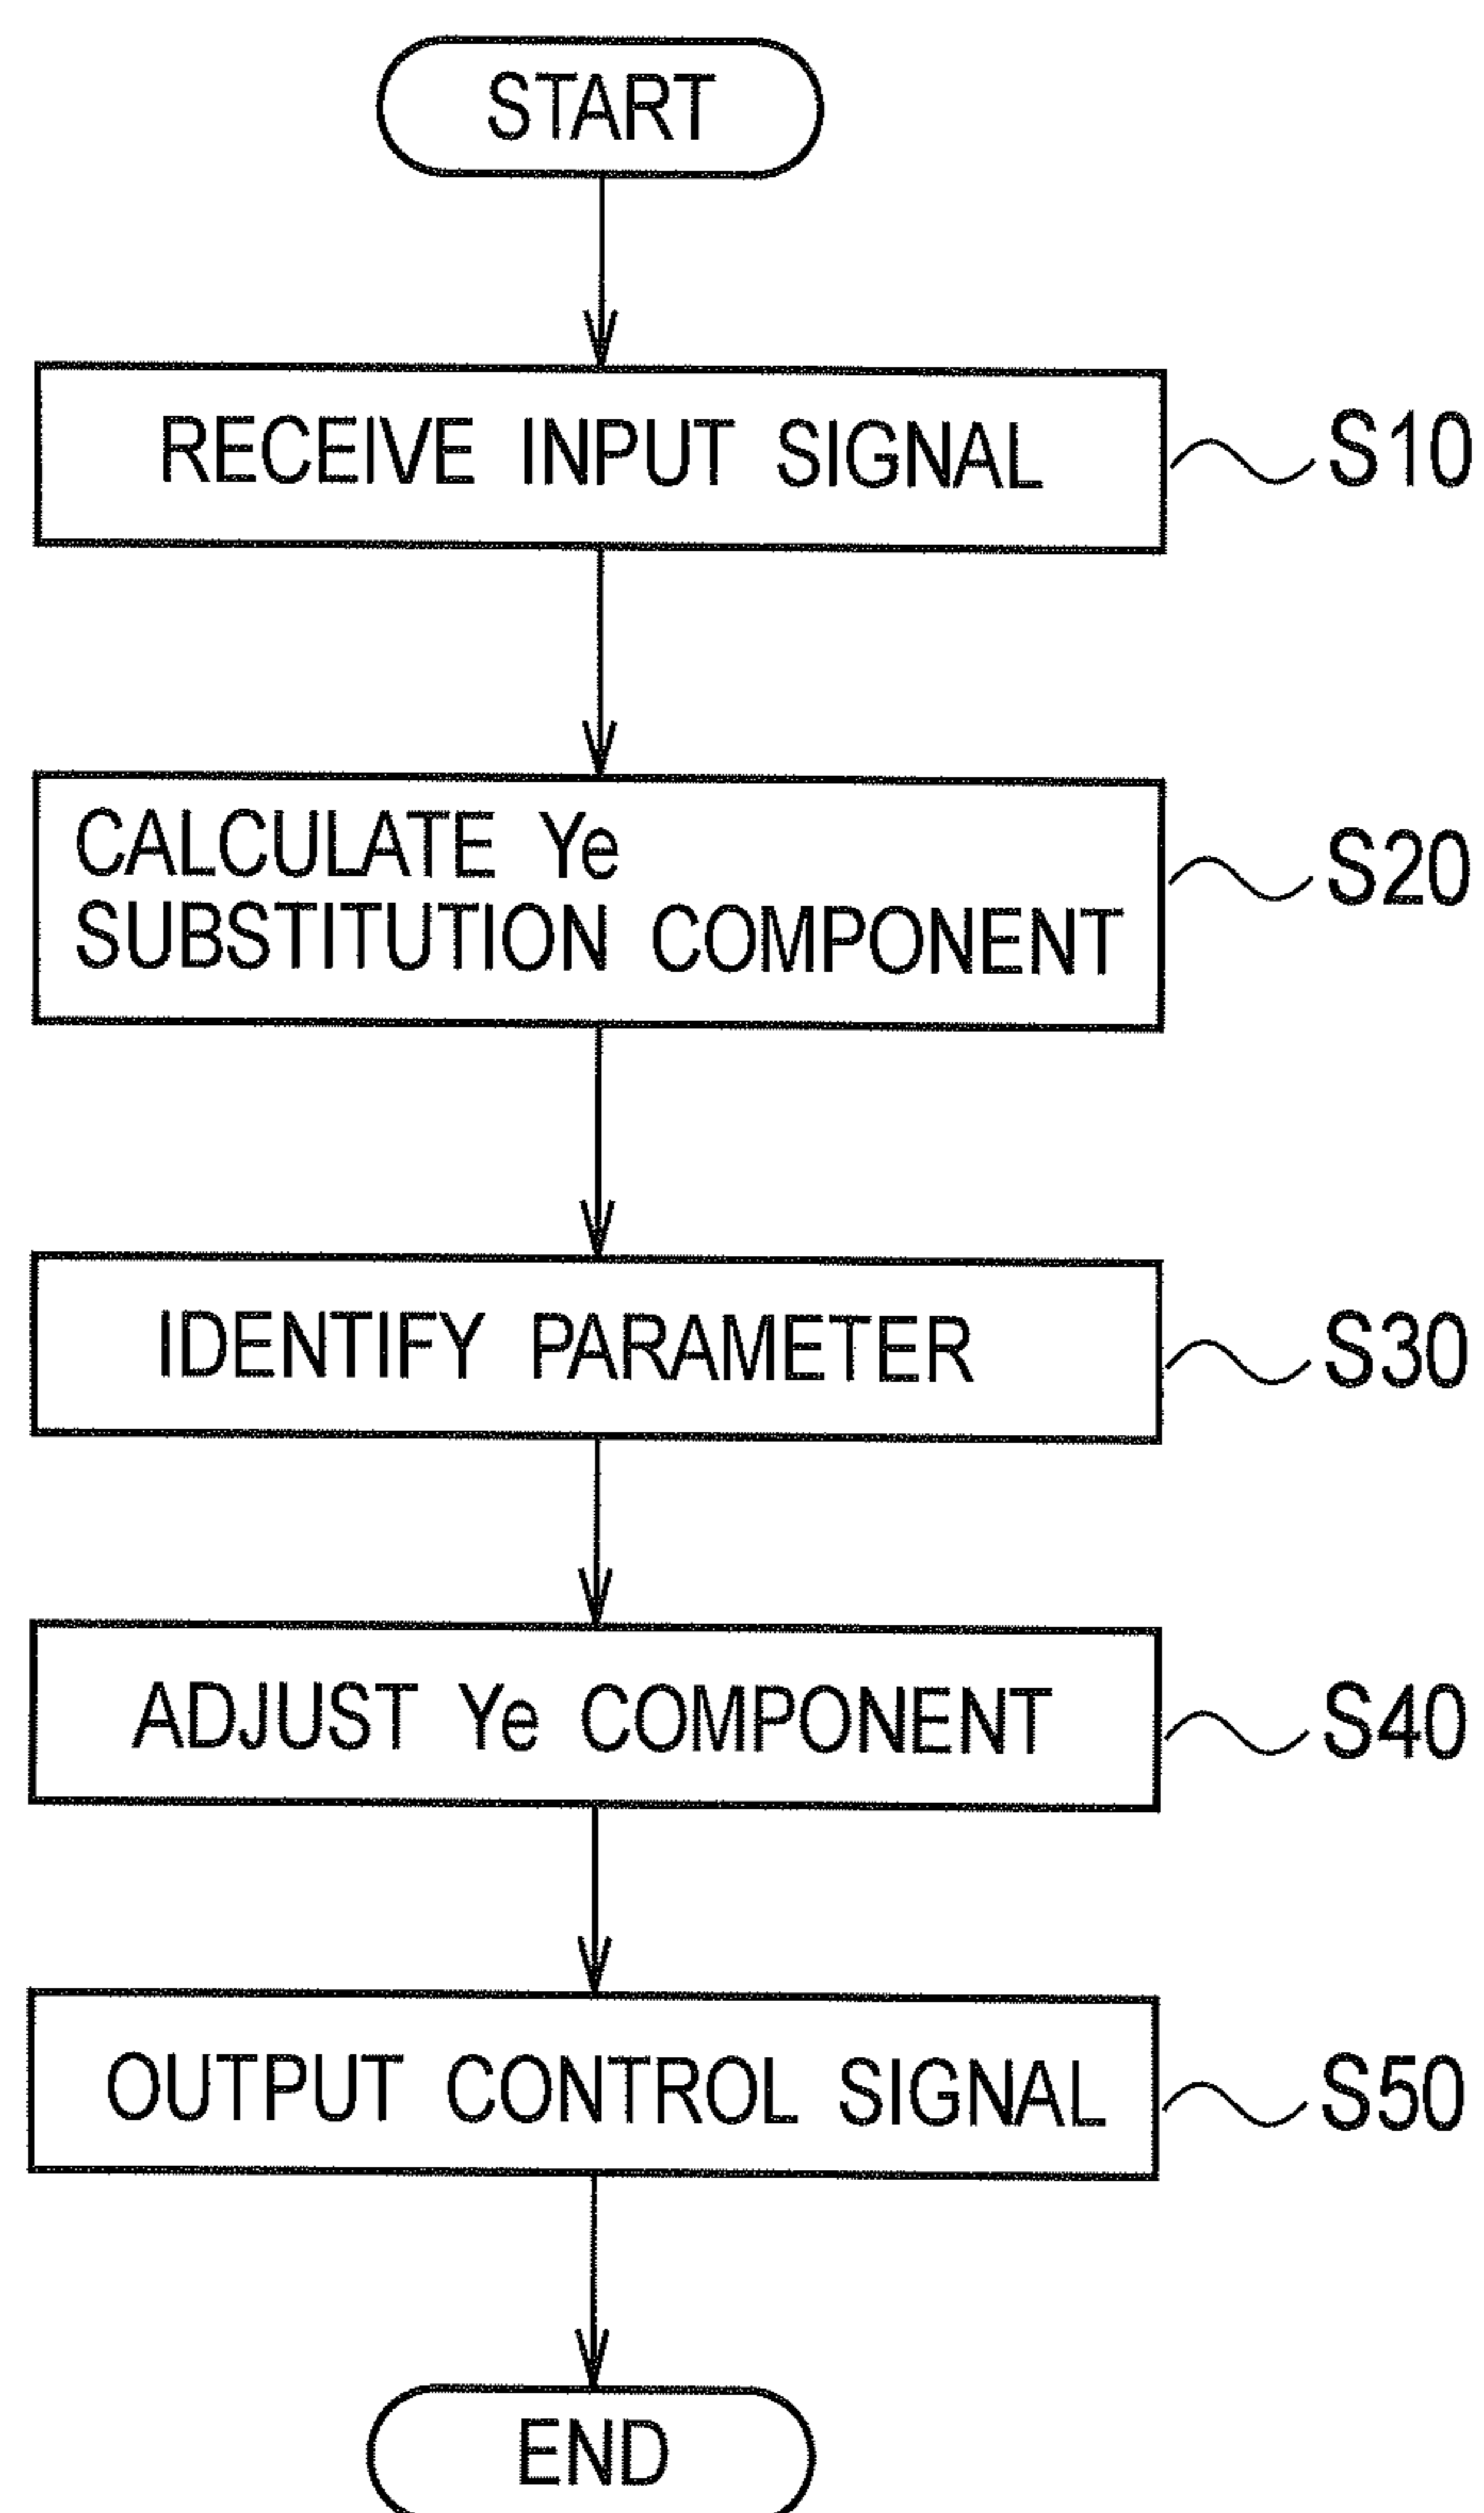 START
RECEIVE INPUT SIGNAL
S10
CALCULATE Ye
SUBSTITUTION COMPONENT
S20
IDENTIFY PARAMETER
S30
ADJUST Ye COMPONENT
S40
OUTPUT CONTROL SIGNAL
S50
END